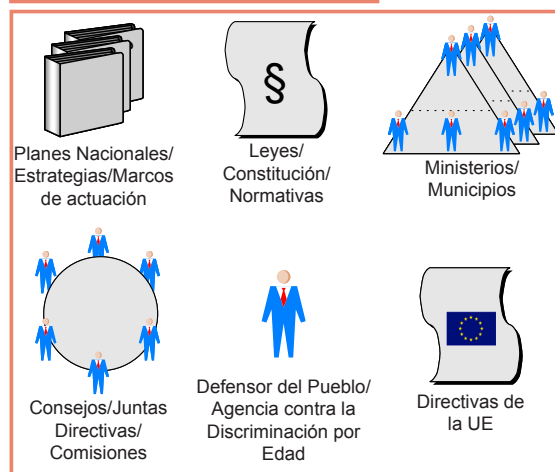 Planes Nacionales/
Estrategias/Marcos
de actuación
§
Leyes/
Constitución/
Normativas
Ministerios/
Municipios
Consejos/Juntas
Directivas/
Comisiones
Defensor del Pueblo/
Agencia contra la
Discriminación por
Edad
Directivas de
la UE